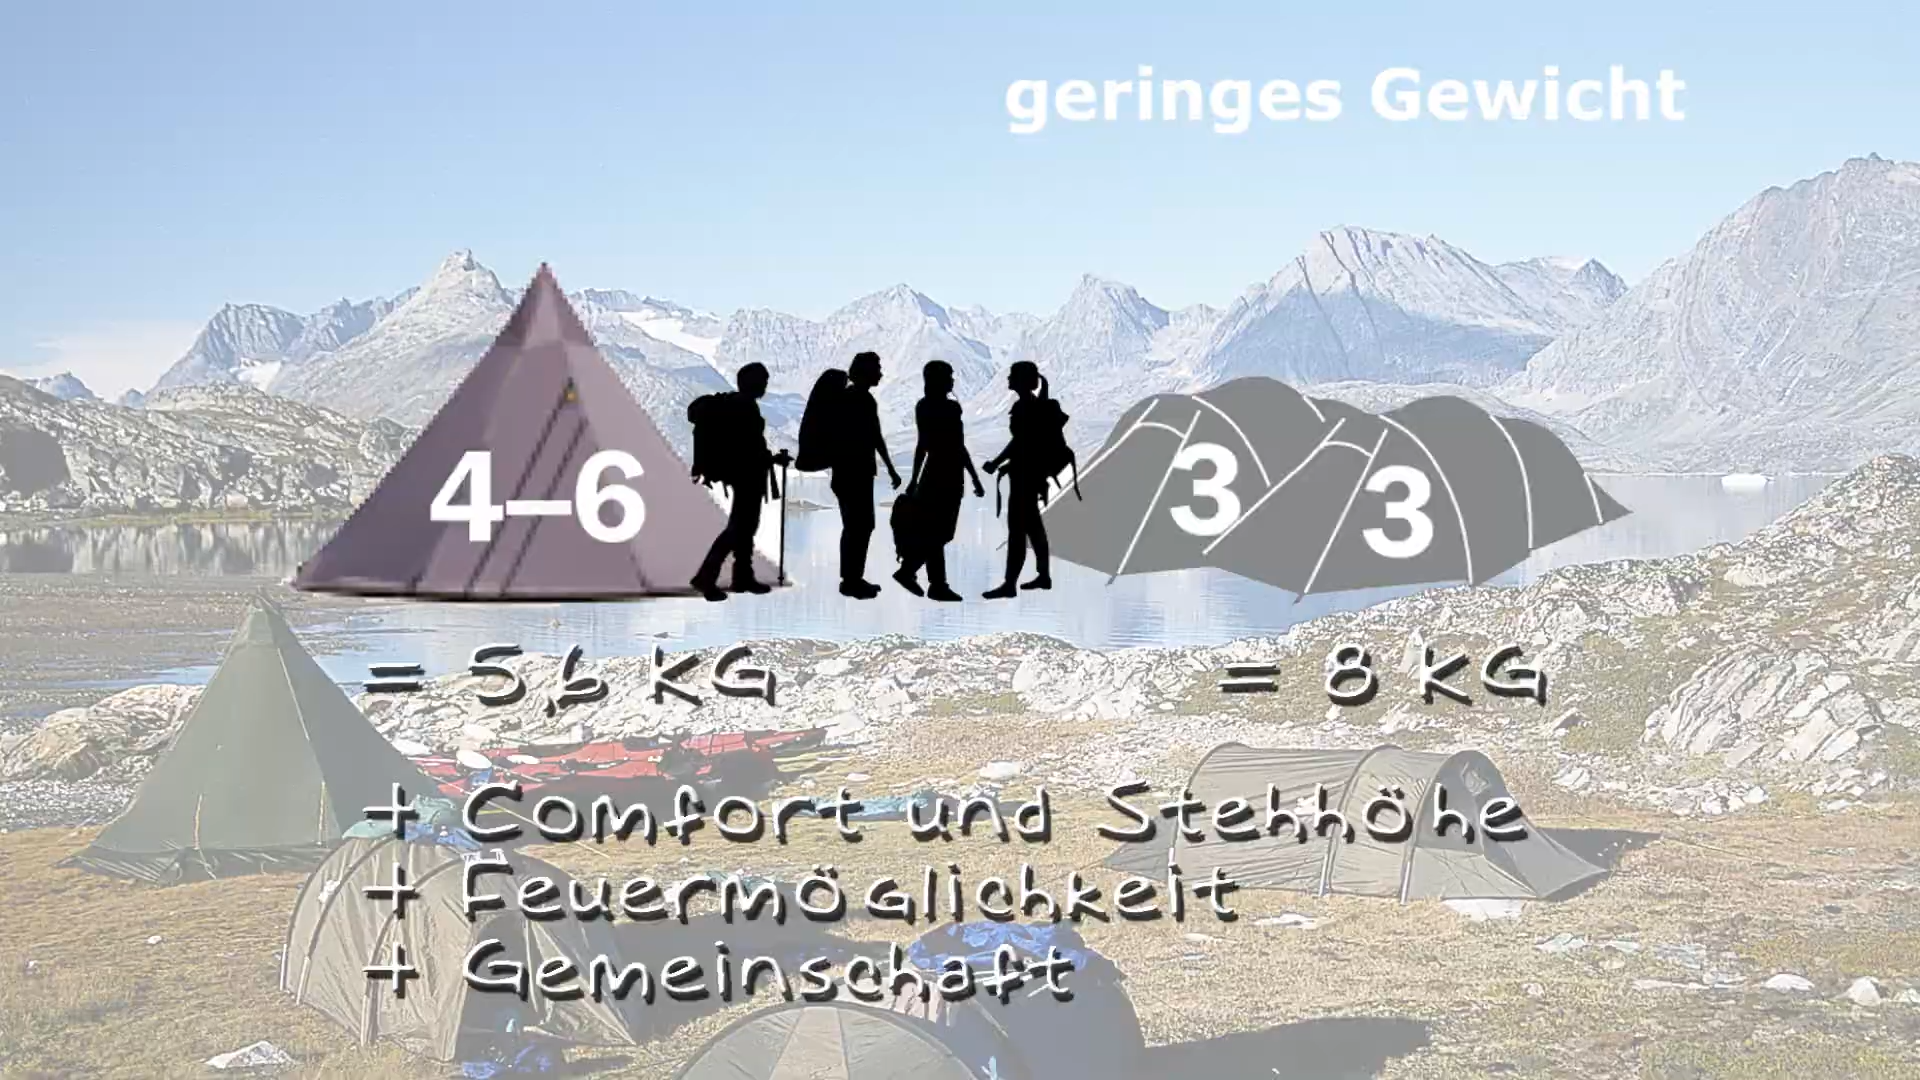 geringes Gewicht
4–6
3
3
= 5,6 KG
= 8 KG
+ Comfort und Stehhöhe
+ Feuermöglichkeit
+ Gemeinschaft